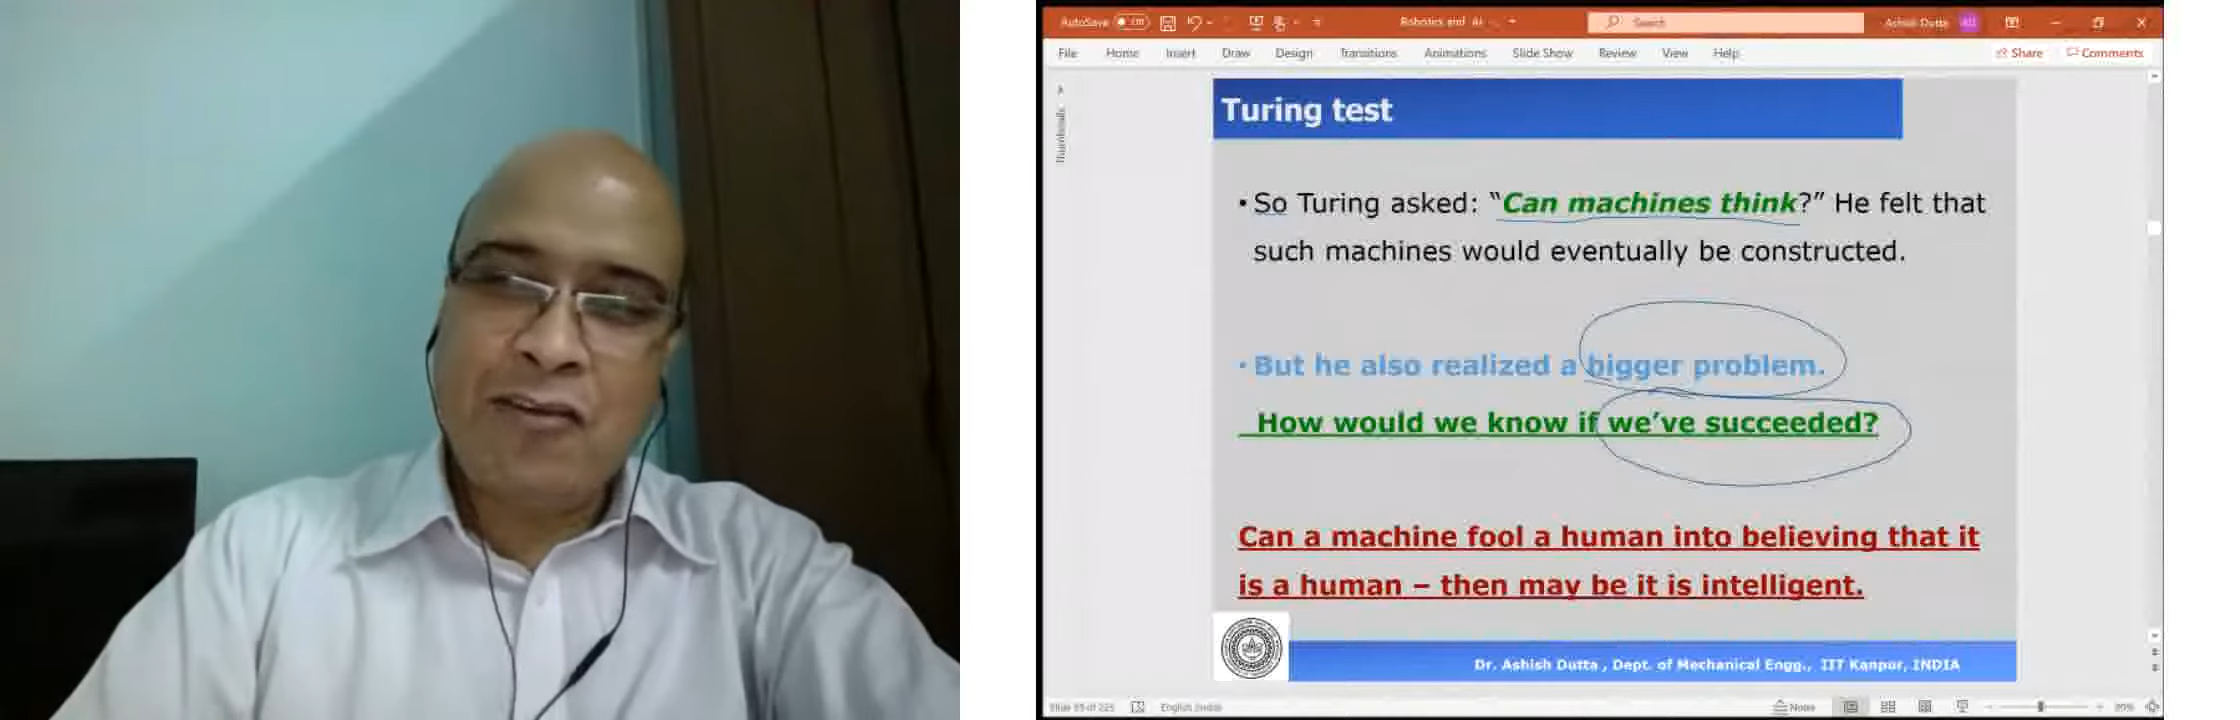 AutoSave
Robotics and AI
Search
Ashish Dutta
AD
File Home Insert Draw Design Transitions Animations Slide Show Review View Help Share Comments
Thumbnails
Turing test
• So Turing asked: “Can machines think?” He felt that
such machines would eventually be constructed.
• But he also realized a bigger problem.
How would we know if we’ve succeeded?
Can a machine fool a human into believing that it
is a human – then may be it is intelligent.
Dr. Ashish Dutta , Dept. of Mechanical Engg., IIT Kanpur, INDIA
English (India)
Notes